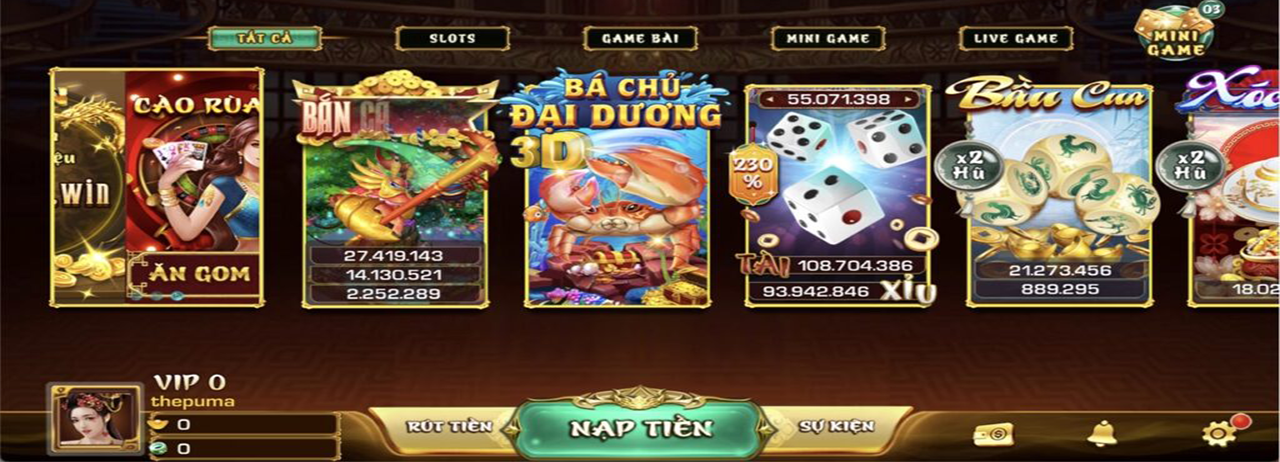 TẤT CẢ
SLOTS
GAME BÀI
MINI GAME
LIVE GAME
03
MINI
GAME
WIN
CÀO RÙA
ĂN GOM
BẮN CÁ
27.419.143
14.130.521
2.252.289
BÁ CHỦ
ĐẠI DƯƠNG
3D
55.071.398
230
%
TÀI 108.704.386
93.942.846 XỈU
Bầu Cua
x2
Hũ
21.273.456
889.295
Xóc
x2
Hũ
18.02
VIP 0
thepuma
0
0
RÚT TIỀN
NẠP TIỀN
SỰ KIỆN